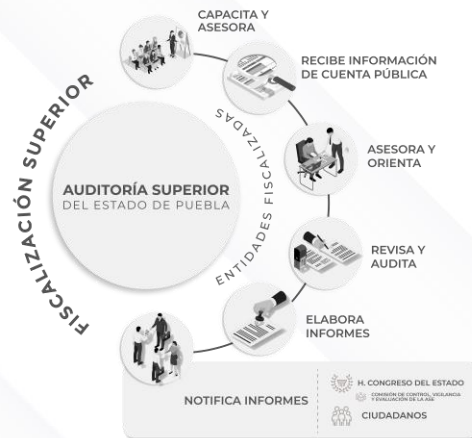 CAPACITA Y
ASESORA
RECIBE INFORMACIÓN
DE CUENTA PÚBLICA
FISCALIZACIÓN SUPERIOR
ENTIDADES FISCALIZADAS
ASESORA Y
ORIENTA
AUDITORÍA SUPERIOR
DEL ESTADO DE PUEBLA
REVISA Y
AUDITA
ELABORA
INFORMES
NOTIFICA INFORMES
H. CONGRESO DEL ESTADO
COMISIÓN DE CONTROL, VIGILANCIA
Y EVALUACIÓN DE LA ASE
CIUDADANOS